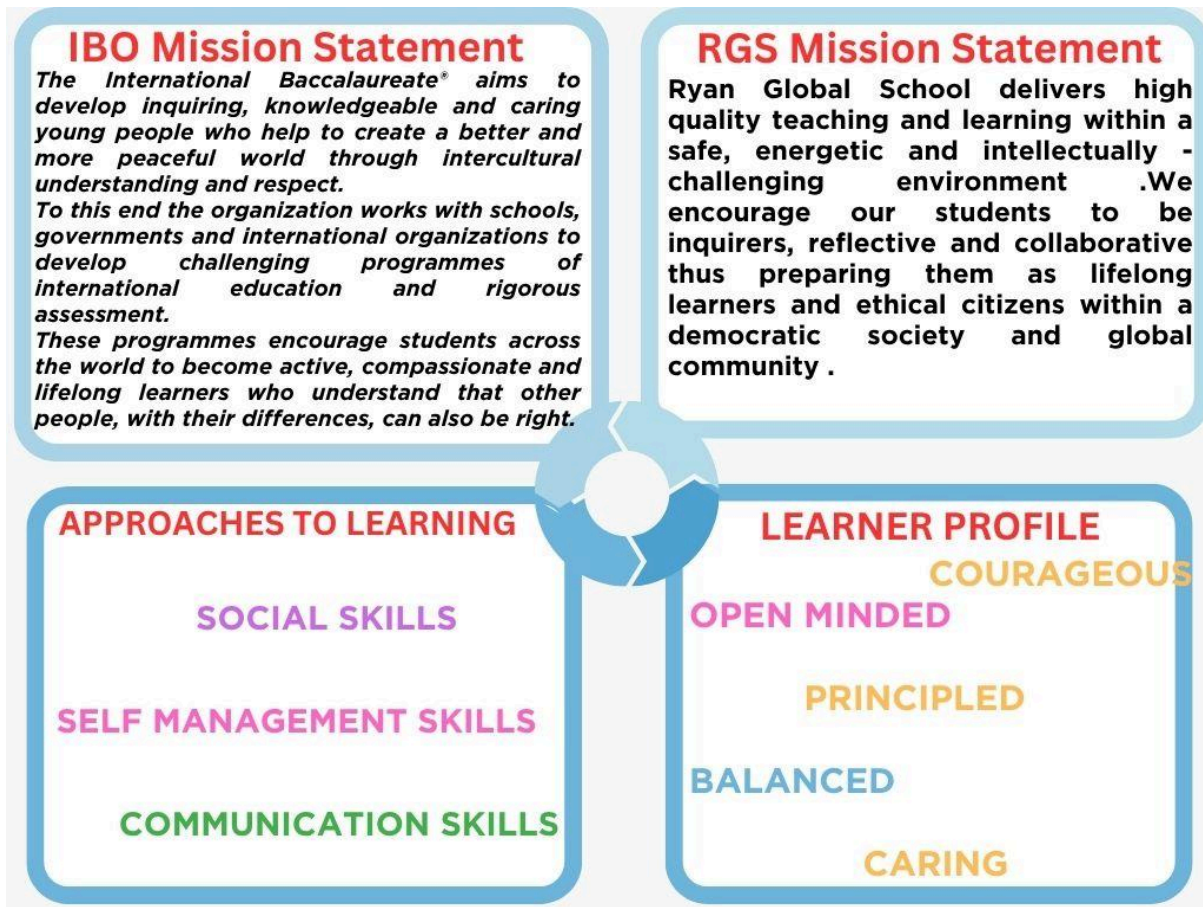 IBO Mission Statement
The International Baccalaureate® aims to
develop inquiring, knowledgeable and caring
young people who help to create a better and
more peaceful world through intercultural
understanding and respect.
To this end the organization works with schools,
governments and international organizations to
develop challenging programmes of
international education and rigorous
assessment.
These programmes encourage students across
the world to become active, compassionate and
lifelong learners who understand that other
people, with their differences, can also be right.
RGS Mission Statement
Ryan Global School delivers high
quality teaching and learning within a
safe, energetic and intellectually -
challenging environment .We
encourage our students to be
inquirers, reflective and collaborative
thus preparing them as lifelong
learners and ethical citizens within a
democratic society and global
community .
APPROACHES TO LEARNING
SOCIAL SKILLS
SELF MANAGEMENT SKILLS
COMMUNICATION SKILLS
LEARNER PROFILE
COURAGEOUS
OPEN MINDED
PRINCIPLED
BALANCED
CARING